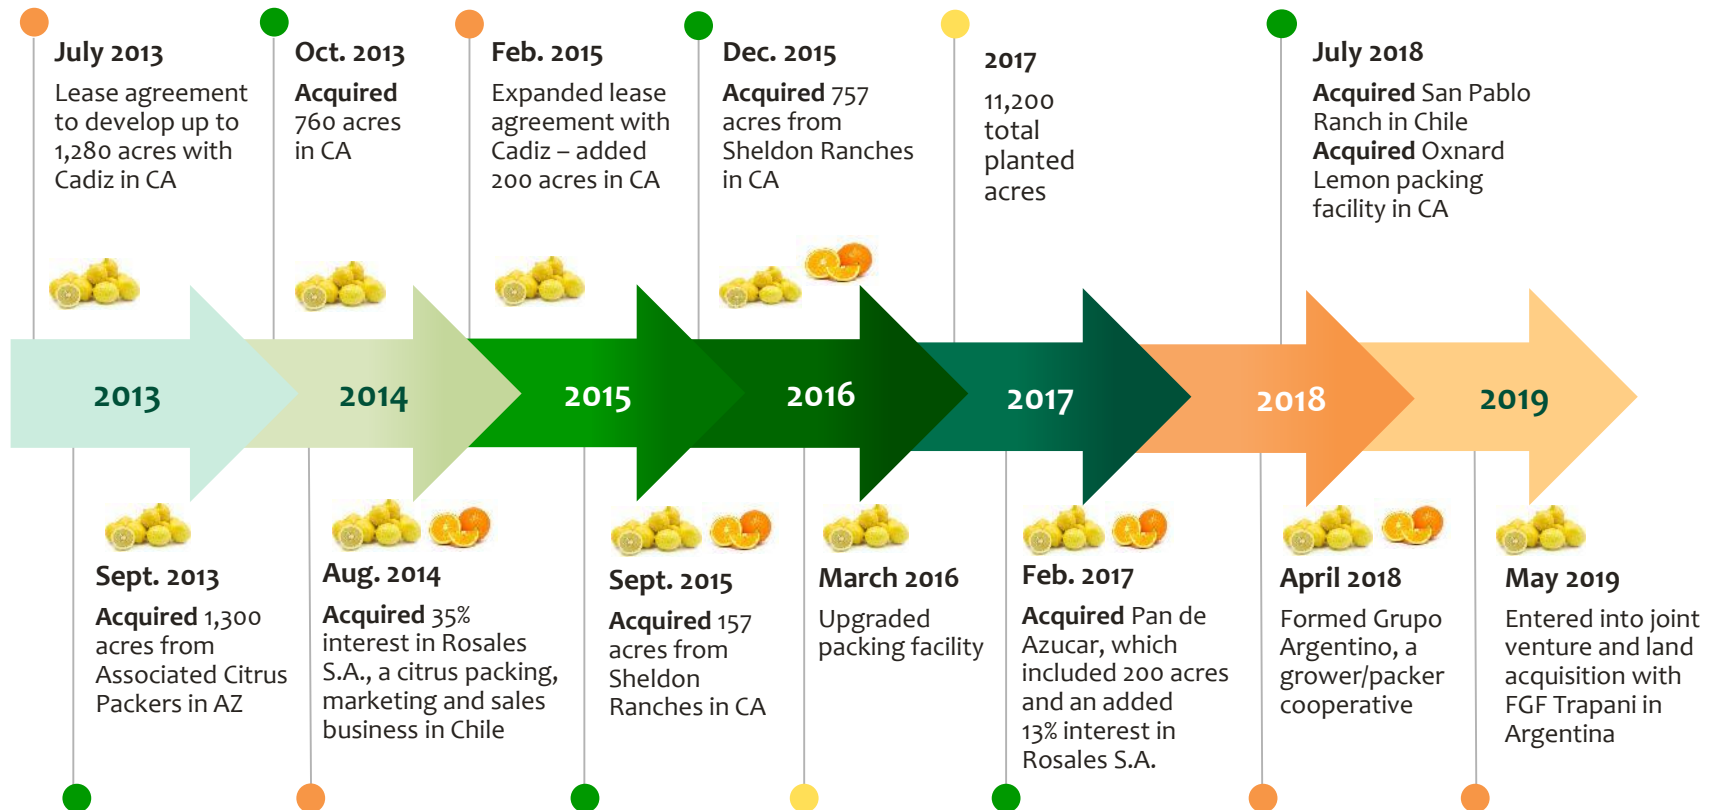 July 2013
Lease agreement
to develop up to
1,280 acres with
Cadiz in CA
Oct. 2013
Acquired
760 acres
in CA
Feb. 2015
Expanded lease
agreement with
Cadiz – added
200 acres in CA
Dec. 2015
Acquired 757
acres from
Sheldon Ranches
in CA
2017
11,200
total
planted
acres
July 2018
Acquired San Pablo
Ranch in Chile
Acquired Oxnard
Lemon packing
facility in CA
2013
2014
2015
2016
2017
2018
2019
Sept. 2013
Acquired 1,300
acres from
Associated Citrus
Packers in AZ
Aug. 2014
Acquired 35%
interest in Rosales
S.A., a citrus packing,
marketing and sales
business in Chile
Sept. 2015
Acquired 157
acres from
Sheldon
Ranches in CA
March 2016
Upgraded
packing facility
Feb. 2017
Acquired Pan de
Azucar, which
included 200 acres
and an added
13% interest in
Rosales S.A.
April 2018
Formed Grupo
Argentino, a
grower/packer
cooperative
May 2019
Entered into joint
venture and land
acquisition with
FGF Trapani in
Argentina